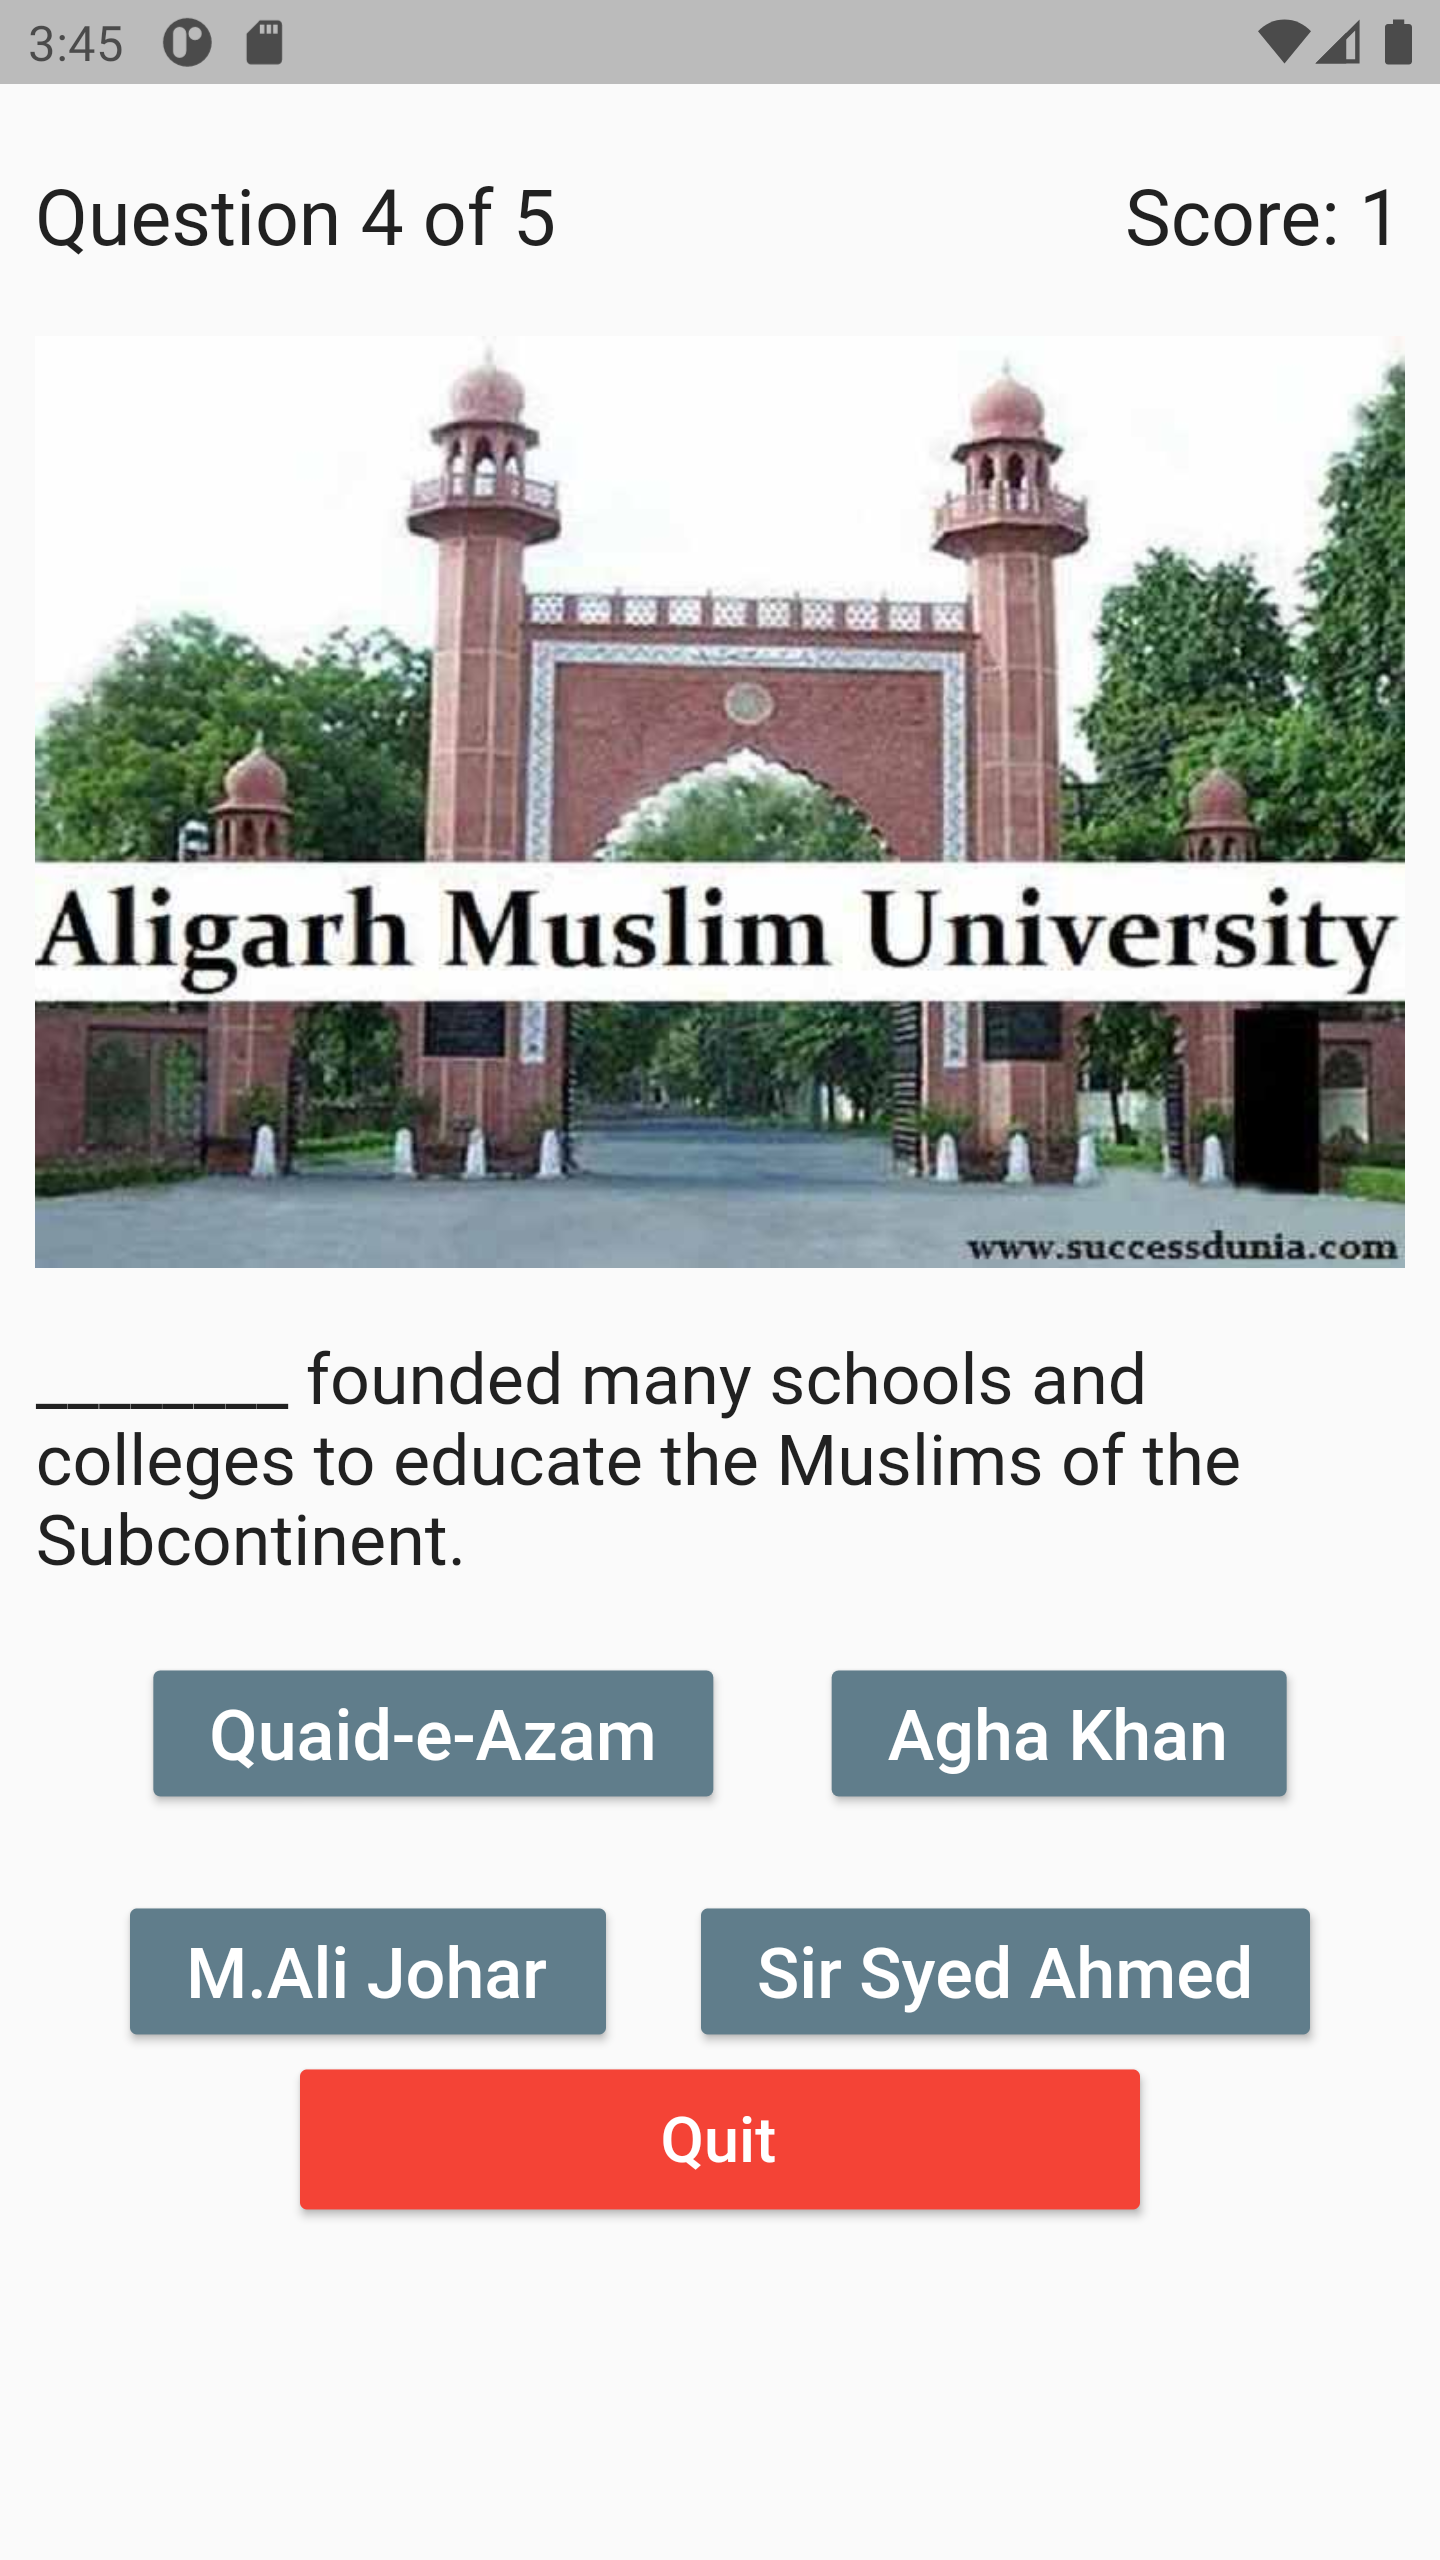 3:45
Question 4 of 5
Score: 1
Aligarh Muslim University
www.successdunia.com
________ founded many schools and
colleges to educate the Muslims of the
Subcontinent.
Quaid-e-Azam
Agha Khan
M.Ali Johar
Sir Syed Ahmed
Quit